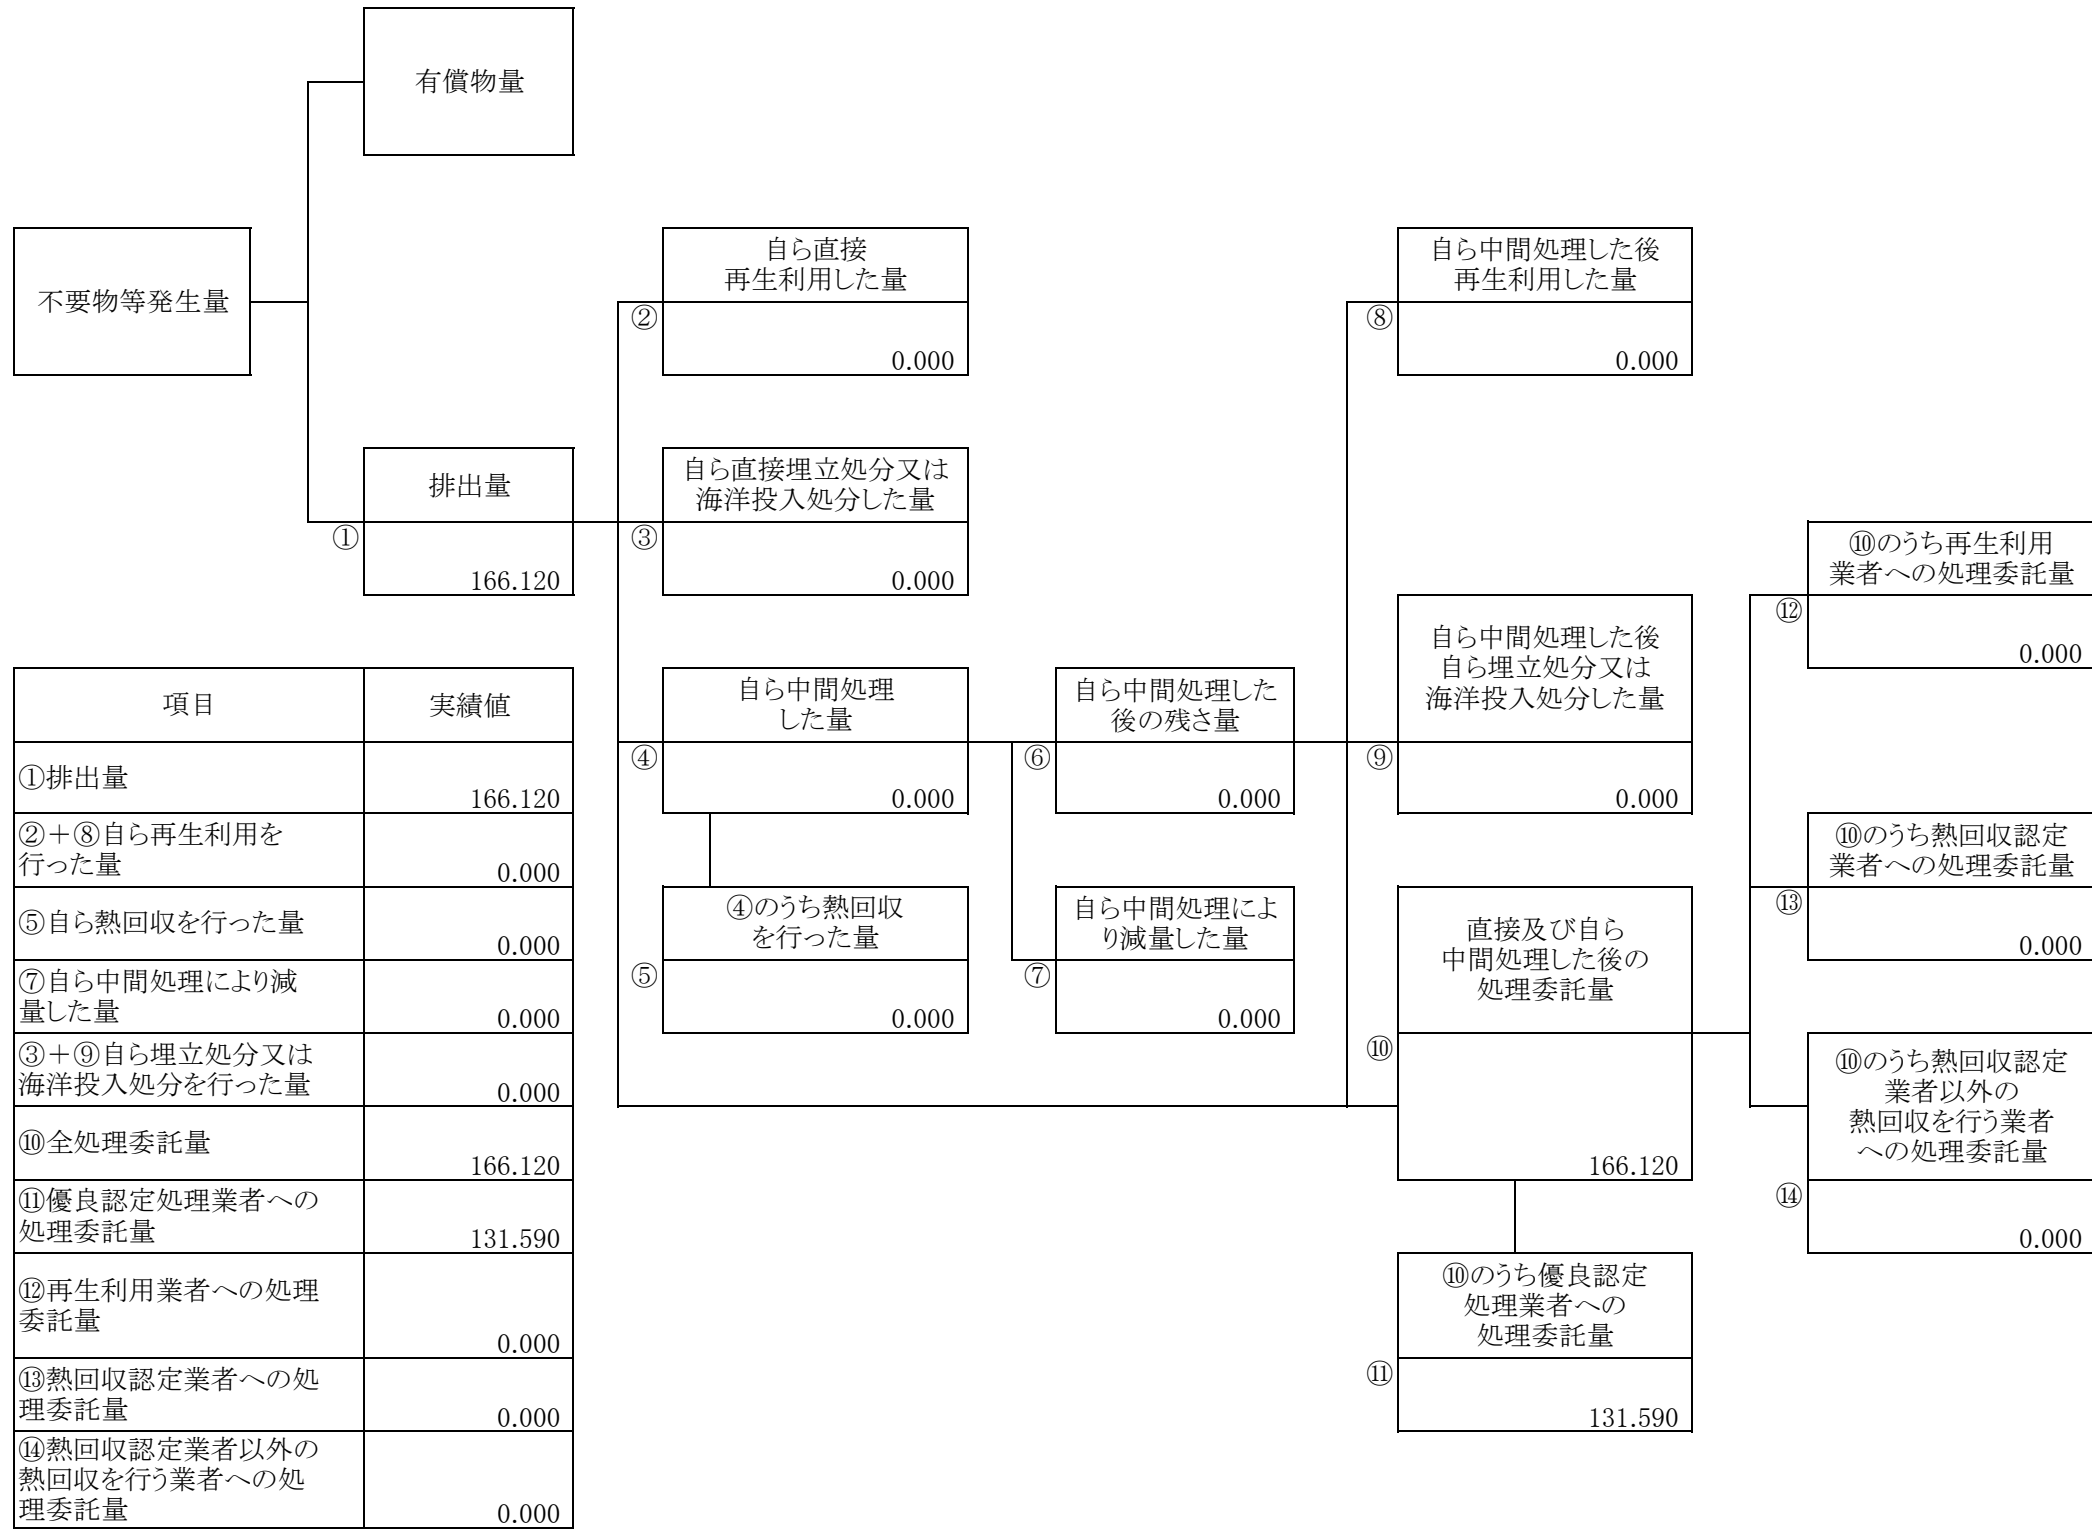 有償物量
不要物等発生量
自ら直接
再生利用した量
②
0.000
自ら中間処理した後
再生利用した量
⑧
0.000
排出量
①
166.120
自ら直接埋立処分又は
海洋投入処分した量
③
0.000
⑩のうち再生利用
業者への処理委託量
⑫
0.000
自ら中間処理した後
自ら埋立処分又は
海洋投入処分した量
⑨
0.000
自ら中間処理
した量
④
0.000
自ら中間処理した
後の残さ量
⑥
0.000
⑩のうち熱回収認定
業者への処理委託量
⑬
0.000
④のうち熱回収
を行った量
⑤
0.000
自ら中間処理によ
り減量した量
⑦
0.000
直接及び自ら
中間処理した後の
処理委託量
⑩
166.120
⑩のうち熱回収認定
業者以外の
熱回収を行う業者
への処理委託量
⑭
0.000
⑩のうち優良認定
処理業者への
処理委託量
⑪
131.590
項目 実績値
①排出量
166.120
②＋⑧自ら再生利用を
行った量
0.000
⑤自ら熱回収を行った量
0.000
⑦自ら中間処理により減
量した量
0.000
③＋⑨自ら埋立処分又は
海洋投入処分を行った量
0.000
⑩全処理委託量
166.120
⑪優良認定処理業者への
処理委託量
131.590
⑫再生利用業者への処理
委託量
0.000
⑬熱回収認定業者への処
理委託量
0.000
⑭熱回収認定業者以外の
熱回収を行う業者への処
理委託量
0.000